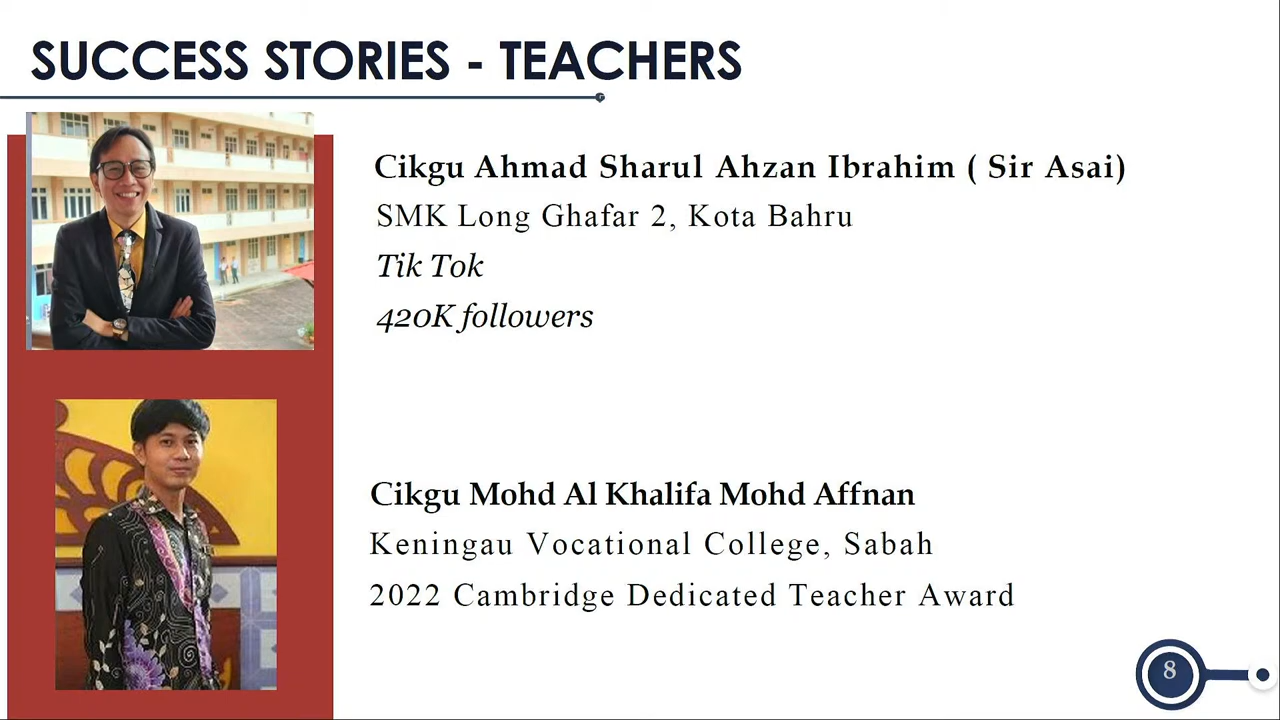 SUCCESS STORIES - TEACHERS
Cikgu Ahmad Sharul Ahzan Ibrahim ( Sir Asai)
SMK Long Ghafar 2, Kota Bahru
Tik Tok
420K followers
Cikgu Mohd Al Khalifa Mohd Affnan
Keningau Vocational College, Sabah
2022 Cambridge Dedicated Teacher Award
8